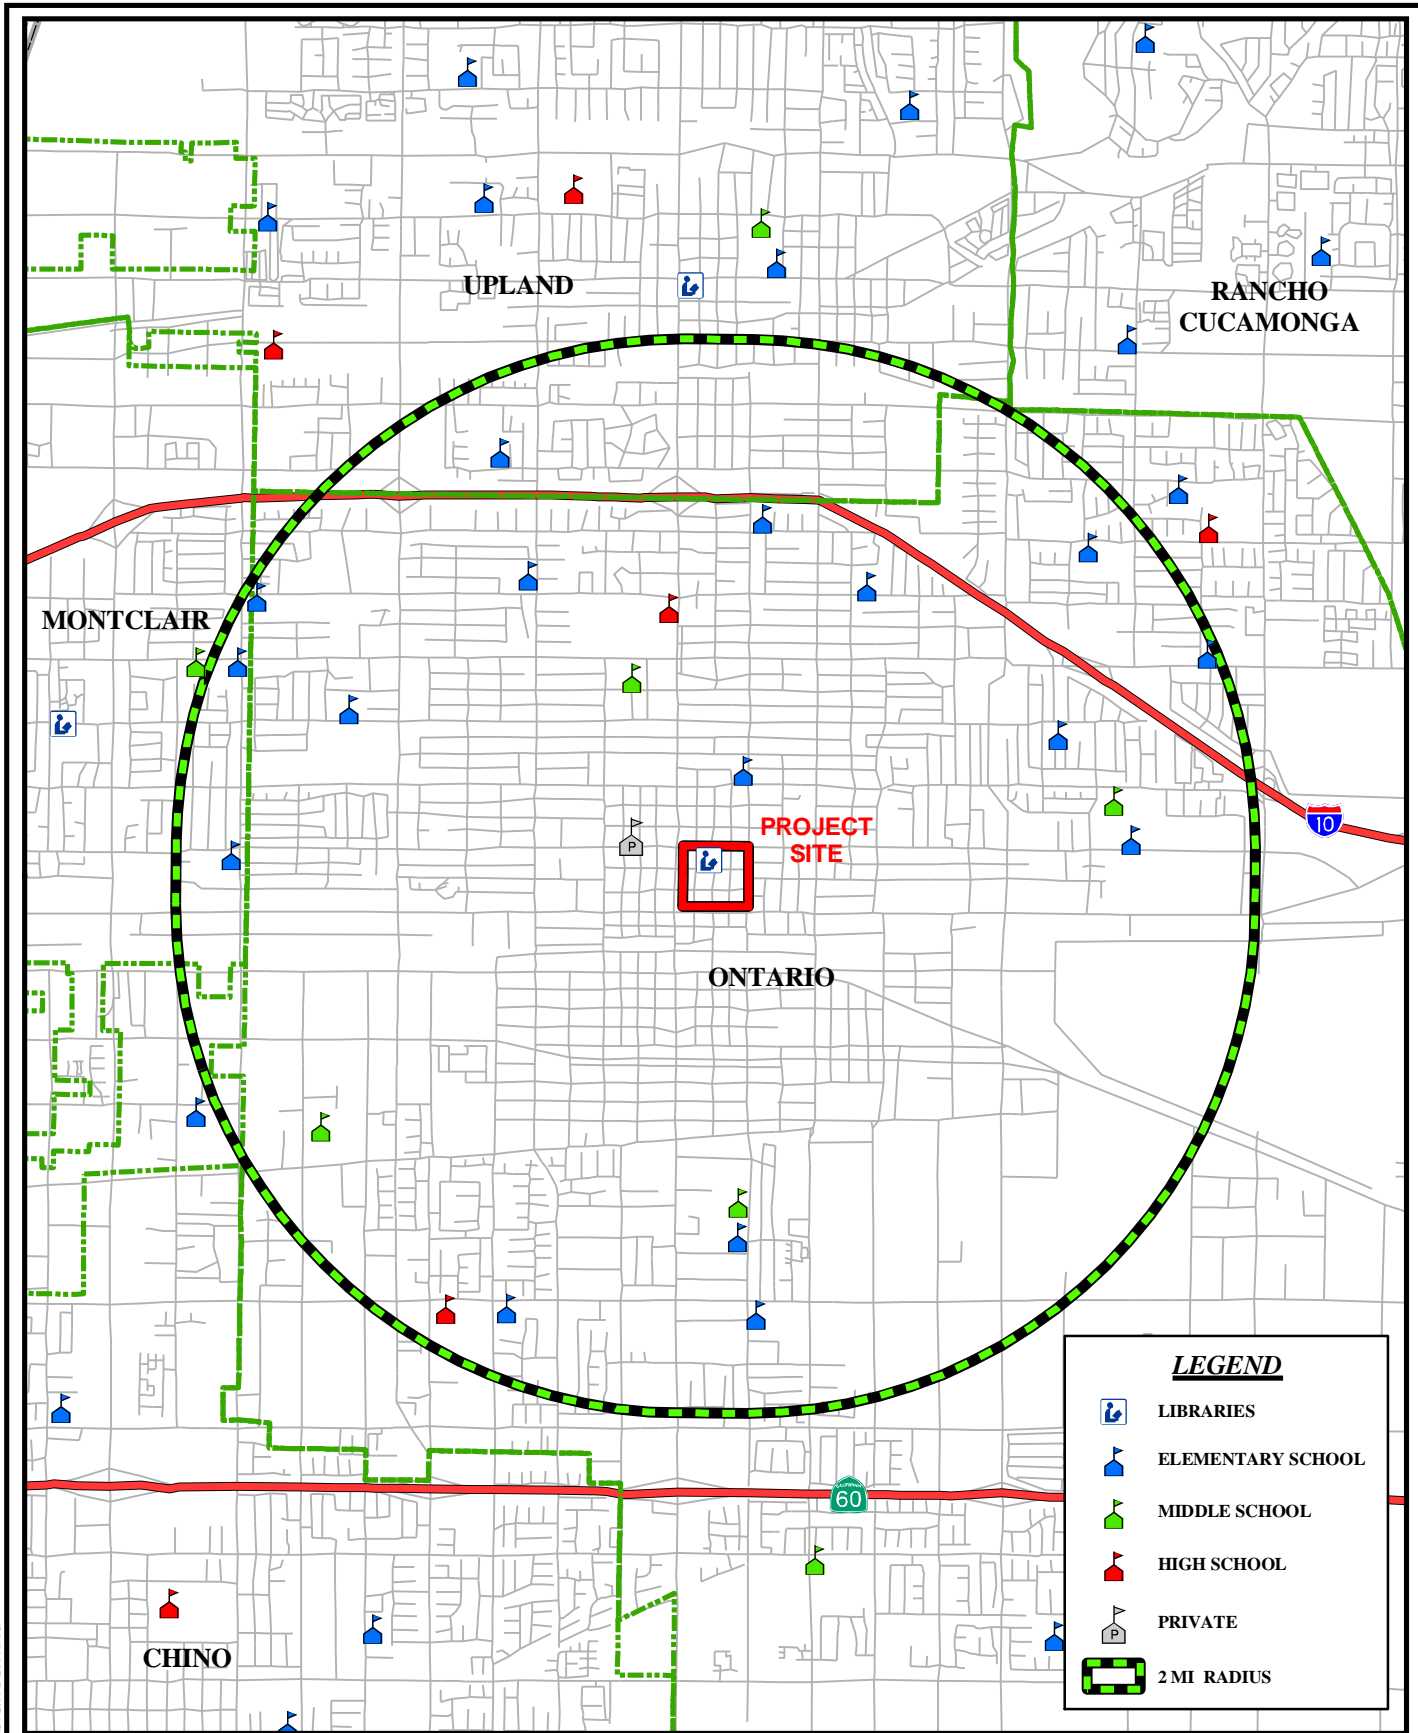 UPLAND
RANCHO
CUCAMONGA
MONTCLAIR
10
PROJECT
SITE
P
ONTARIO
LEGEND
LIBRARIES
ELEMENTARY SCHOOL
CALIFORNIA
60
MIDDLE SCHOOL
HIGH SCHOOL
P
PRIVATE
CHINO
2 MI RADIUS